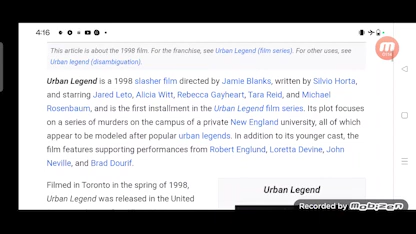 4:16
This article is about the 1998 film. For the franchise, see Urban Legend (film series). For other uses, see
Urban legend (disambiguation).
Urban Legend is a 1998 slasher film directed by Jamie Blanks, written by Silvio Horta,
and starring Jared Leto, Alicia Witt, Rebecca Gayheart, Tara Reid, and Michael
Rosenbaum, and is the first installment in the Urban Legend film series. Its plot focuses
on a series of murders on the campus of a private New England university, all of which
appear to be modeled after popular urban legends. In addition to its younger cast, the
film features supporting performances from Robert Englund, Loretta Devine, John
Neville, and Brad Dourif.
Filmed in Toronto in the spring of 1998,
Urban Legend was released in the United
Urban Legend
Recorded by Mobizen